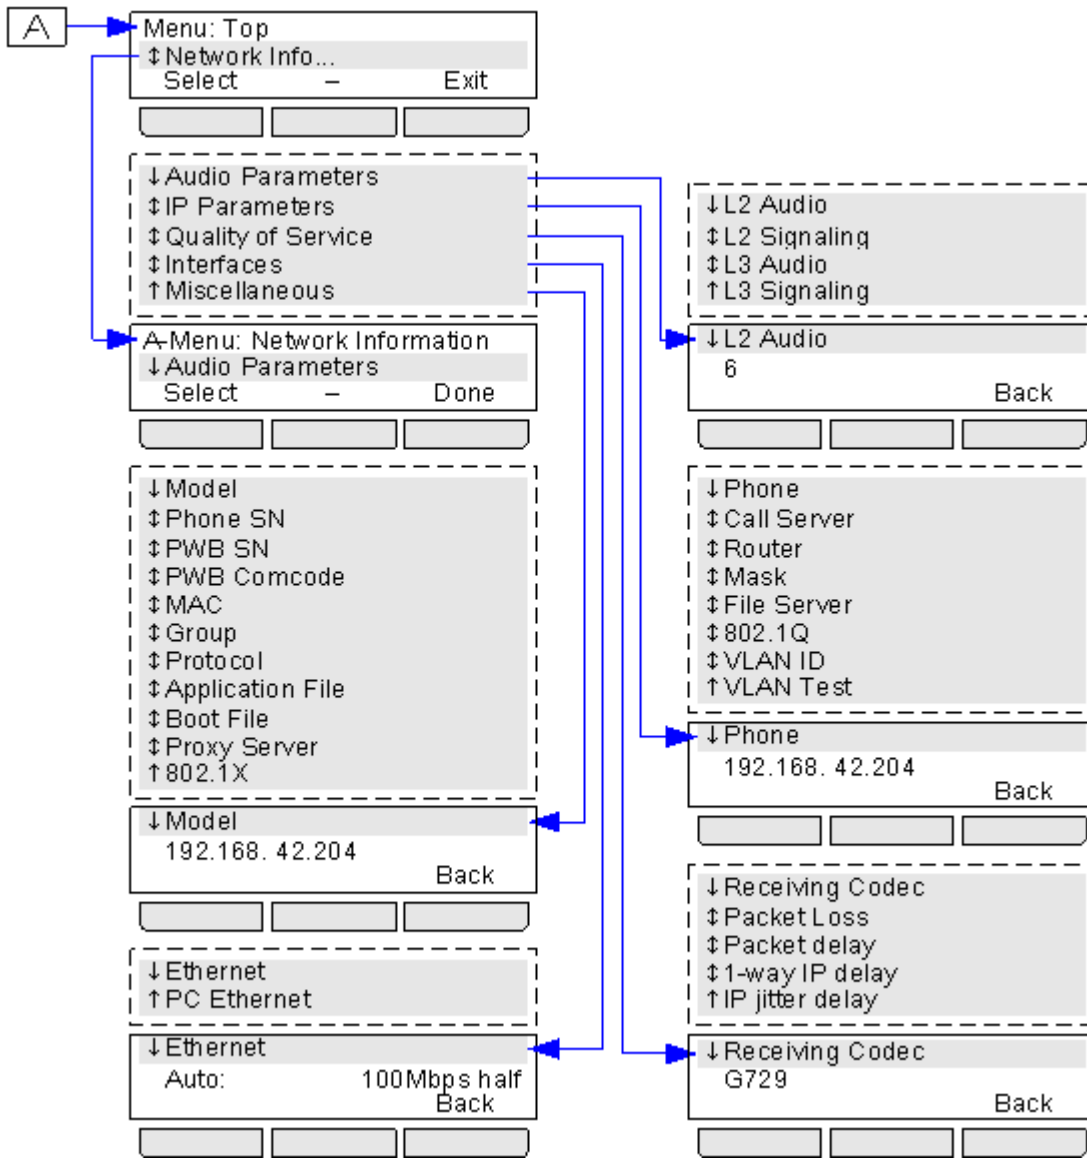 A
Menu: Top
↕Network Info...
Select – Exit
↓Audio Parameters
↕IP Parameters
↕Quality of Service
↕Interfaces
↑Miscellaneous
A-Menu: Network Information
↓Audio Parameters
Select – Done
↓Model
↕Phone SN
↕PWB SN
↕PWB Comcode
↕MAC
↕Group
↕Protocol
↕Application File
↕Boot File
↕Proxy Server
↑802.1X
↓Model
192.168. 42.204
Back
↓Ethernet
↑PC Ethernet
↓Ethernet
Auto: 100Mbps half
Back
↓L2 Audio
↕L2 Signaling
↕L3 Audio
↑L3 Signaling
↓L2 Audio
6
Back
↓Phone
↕Call Server
↕Router
↕Mask
↕File Server
↕802.1Q
↕VLAN ID
↑VLAN Test
↓Phone
192.168. 42.204
Back
↓Receiving Codec
↕Packet Loss
↕Packet delay
↕1-way IP delay
↑IP jitter delay
↓Receiving Codec
G729
Back